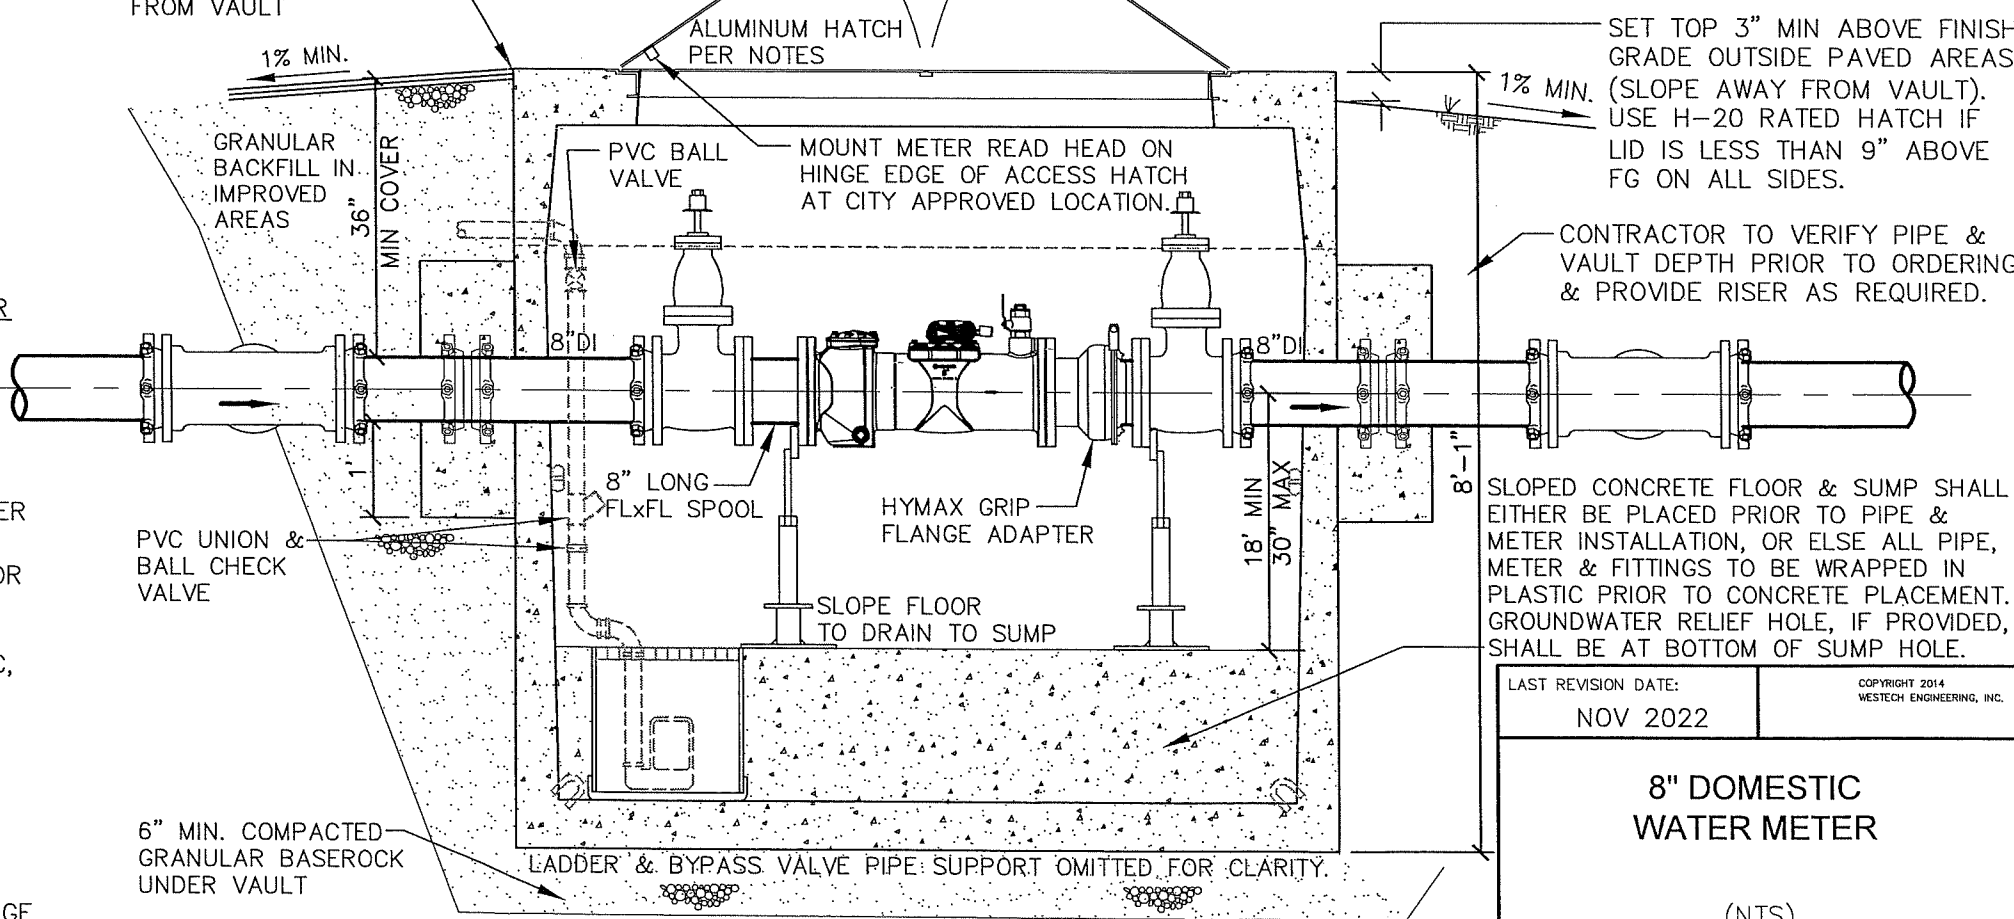 FROM VAULT
1% MIN.
ALUMINUM HATCH
PER NOTES
SET TOP 3" MIN ABOVE FINISH
GRADE OUTSIDE PAVED AREAS
(SLOPE AWAY FROM VAULT).
USE H-20 RATED HATCH IF
LID IS LESS THAN 9" ABOVE
FG ON ALL SIDES.
1% MIN.
GRANULAR
BACKFILL IN
IMPROVED
AREAS
36"
MIN COVER
PVC BALL
VALVE
MOUNT METER READ HEAD ON
HINGE EDGE OF ACCESS HATCH
AT CITY APPROVED LOCATION.
CONTRACTOR TO VERIFY PIPE &
VAULT DEPTH PRIOR TO ORDERING
& PROVIDE RISER AS REQUIRED.
R
8"DI
8"DI
1'
8" LONG
FLxFL SPOOL
HYMAX GRIP
FLANGE ADAPTER
18' MIN
30" MAX
8'-1"
SLOPED CONCRETE FLOOR & SUMP SHALL
EITHER BE PLACED PRIOR TO PIPE &
METER INSTALLATION, OR ELSE ALL PIPE,
METER & FITTINGS TO BE WRAPPED IN
PLASTIC PRIOR TO CONCRETE PLACEMENT.
GROUNDWATER RELIEF HOLE, IF PROVIDED,
SHALL BE AT BOTTOM OF SUMP HOLE.
ER
OR
C,
PVC UNION &
BALL CHECK
VALVE
SLOPE FLOOR
TO DRAIN TO SUMP
LAST REVISION DATE:
NOV 2022
COPYRIGHT 2014
WESTECH ENGINEERING, INC.
8" DOMESTIC
WATER METER
(NTS)
6" MIN. COMPACTED
GRANULAR BASEROCK
UNDER VAULT
LADDER & BYPASS VALVE PIPE SUPPORT OMITTED FOR CLARITY.
GE